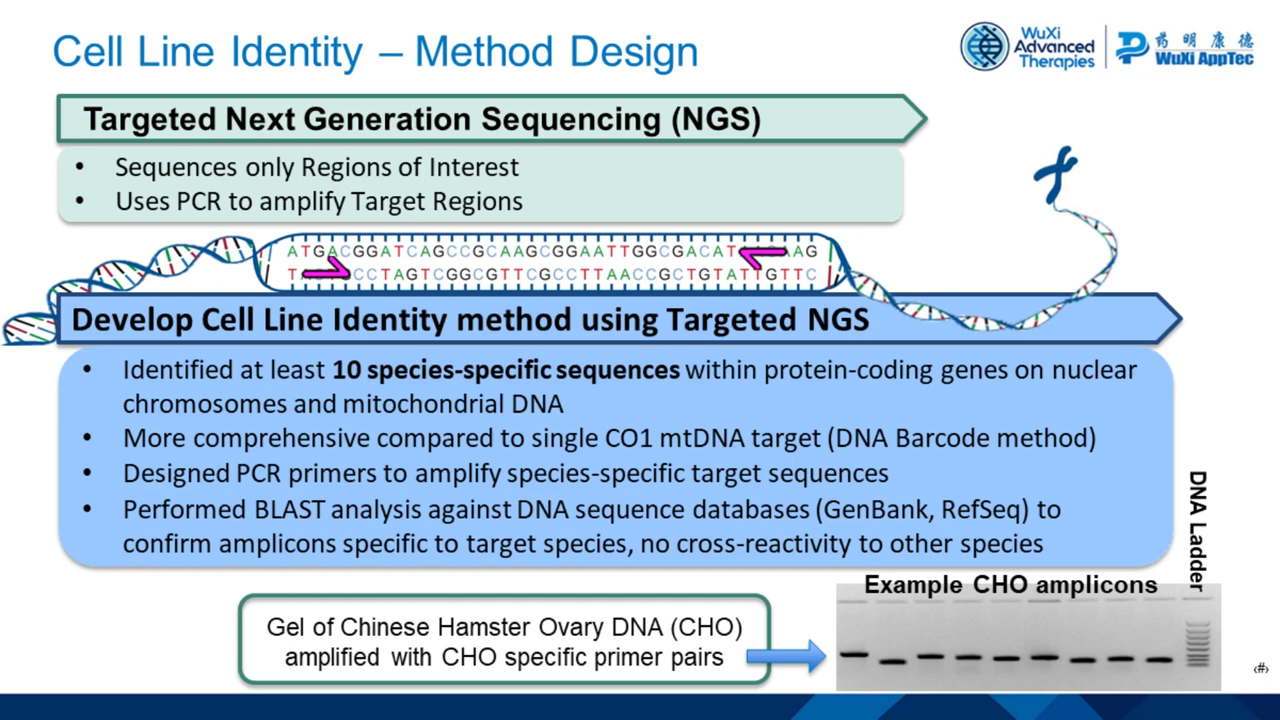 Cell Line Identity – Method Design
WuXi
Advanced
Therapies
药明康德
WuXi AppTec
Targeted Next Generation Sequencing (NGS)
• Sequences only Regions of Interest
• Uses PCR to amplify Target Regions
ATGACGGATCAGCCGCAAGCGGAATTGGCGACAT AAG
T CCTAGTCGGCGTTCGCCTTAACCGCTGTATTGTTC
Develop Cell Line Identity method using Targeted NGS
• Identified at least 10 species-specific sequences within protein-coding genes on nuclear
chromosomes and mitochondrial DNA
• More comprehensive compared to single CO1 mtDNA target (DNA Barcode method)
• Designed PCR primers to amplify species-specific target sequences
• Performed BLAST analysis against DNA sequence databases (GenBank, RefSeq) to
confirm amplicons specific to target species, no cross-reactivity to other species
DNA Ladder
Example CHO amplicons
Gel of Chinese Hamster Ovary DNA (CHO)
amplified with CHO specific primer pairs
‹#›